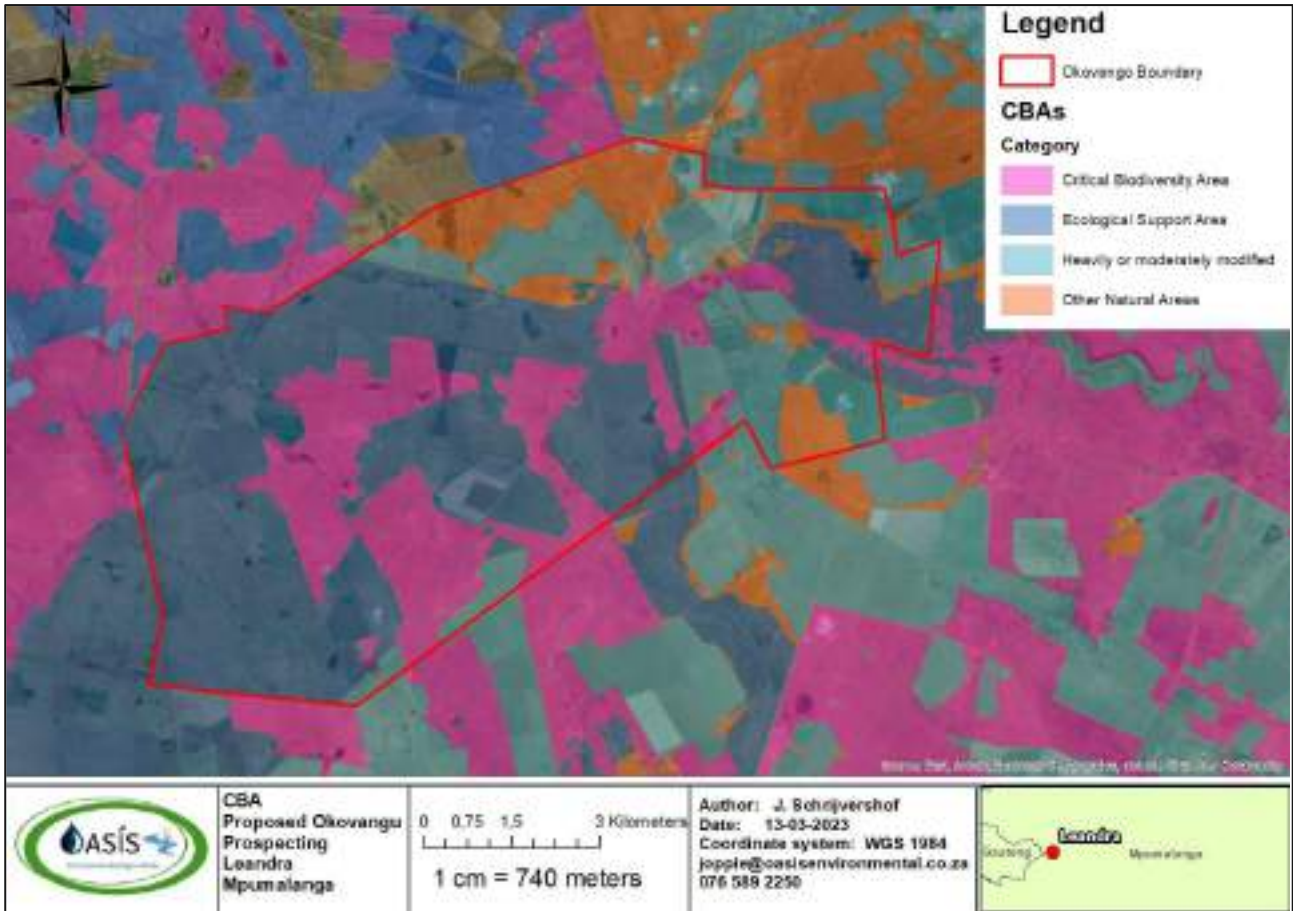 N
Legend
Okovango Boundary
CBAs
Category
Critical Biodiversity Area
Ecological Support Area
Heavily or moderately modified
Other Natural Areas
OASÍS
CBA
Proposed Okovangu
Prospecting
Leandra
Mpumalanga
0 0,75 1,5 3 Kilometers
1 cm = 740 meters
Author: J. Schrijvershof
Date: 13-03-2023
Coordinate system: WGS 1984
joppie@oasisenvironmental.co.za
076 589 2250
Leandra
Gauteng
Mpumalanga